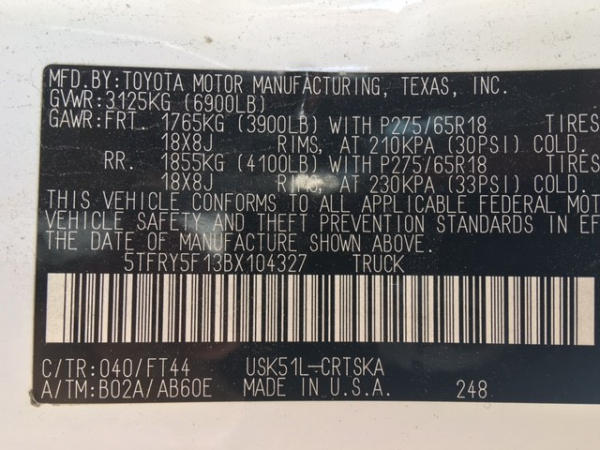 MFD.BY:TOYOTA MOTOR MANUFACTURING, TEXAS, INC.
GVWR:3125KG (6900LB)
GAWR:FRT 1765KG (3900LB) WITH P275/65R18 TIRES
18X8J RIMS, AT 210KPA (30PSI) COLD.
RR. 1855KG (4100LB) WITH P275/65R18 TIRES
18X8J RIMS, AT 230KPA (33PSI) COLD.
THIS VEHICLE CONFORMS TO ALL APPLICABLE FEDERAL MOT
VEHICLE SAFETY AND THEFT PREVENTION STANDARDS IN EF
THE DATE OF MANUFACTURE SHOWN ABOVE.
5TFRY5F13BX104327 TRUCK
C/TR:040/FT44 USK51L-CRTSKA
A/TM:B02A/AB60E MADE IN U.S.A. 248